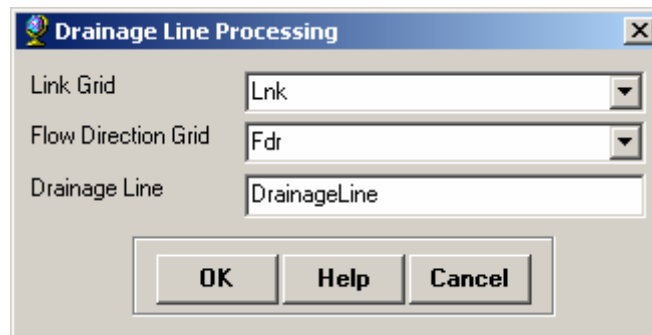 Drainage Line Processing
Link Grid Lnk
Flow Direction Grid Fdr
Drainage Line DrainageLine
OK Help Cancel